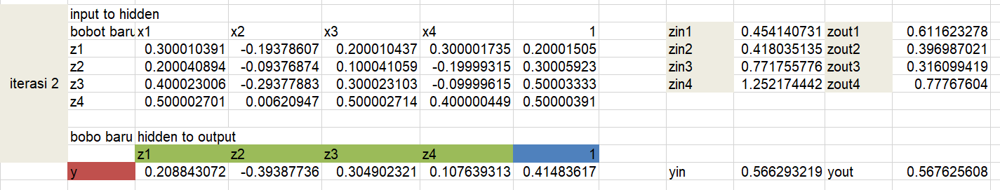 input to hidden
bobot baru x1 x2 x3 x4 1 zin1 0.454140731 zout1 0.611623278
z1 0.300010391 -0.19378607 0.200010437 0.300001735 0.20001505 zin2 0.418035135 zout2 0.396987021
z2 0.200040894 -0.09376874 0.100041059 -0.19999315 0.30005923 zin3 0.771755776 zout3 0.316099419
iterasi 2 z3 0.400023006 -0.29377883 0.300023103 -0.09999615 0.50003333 zin4 1.252174442 zout4 0.77767604
z4 0.500002701 0.00620947 0.500002714 0.400000449 0.50000391
bobo baru hidden to output
z1 z2 z3 z4 1
y 0.208843072 -0.39387736 0.304902321 0.107639313 0.41483617 yin 0.566293219 yout 0.567625608